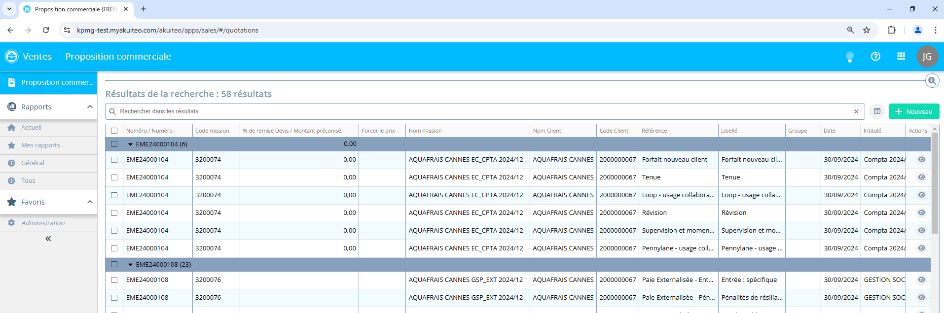 Proposition commerciale (FRE
kpmg-test.myakuiteo.com/akuiteo/apps/sales/#/quotations
Ventes Proposition commerciale JG
Proposition commer...
Rapports
Accueil
Mes rapports
Général
Tous
Favoris
Administration
Résultats de la recherche : 58 résultats
Rechercher dans les résultats
+ Nouveau
Numéro / Numéro Code mission % de remise Devis / Montant préconisé Forcer le prix Nom mission Nom Client Code Client Référence Libellé Groupe Date Intitulé Actions
EME24000104 (6) 0.00
EME24000104 3200074 0,00 AQUAFRAIS CANNES EC_CPTA 2024/12 AQUAFRAIS CANNES 2000000067 Forfait nouveau client Forfait nouveau cli... 30/09/2024 Compta 2024/
EME24000104 3200074 0,00 AQUAFRAIS CANNES EC_CPTA 2024/12 AQUAFRAIS CANNES 2000000067 Tenue Tenue 30/09/2024 Compta 2024/
EME24000104 3200074 0,00 AQUAFRAIS CANNES EC_CPTA 2024/12 AQUAFRAIS CANNES 2000000067 Loop - usage collabora... Loop - usage colla... 30/09/2024 Compta 2024/
EME24000104 3200074 0,00 AQUAFRAIS CANNES EC_CPTA 2024/12 AQUAFRAIS CANNES 2000000067 Révision Révision 30/09/2024 Compta 2024/
EME24000104 3200074 0,00 AQUAFRAIS CANNES EC_CPTA 2024/12 AQUAFRAIS CANNES 2000000067 Supervision et momen... Supervision et mo... 30/09/2024 Compta 2024/
EME24000104 3200074 0,00 AQUAFRAIS CANNES EC_CPTA 2024/12 AQUAFRAIS CANNES 2000000067 Pennylane - usage coll... Pennylane - usage ... 30/09/2024 Compta 2024/
EME24000108 (23)
EME24000108 3200076 AQUAFRAIS CANNES GSP_EXT 2024/12 AQUAFRAIS CANNES 2000000067 Paie Externalisée - Ent... Entrée : spécifique 30/09/2024 GESTION SOC
EME24000108 3200076 AQUAFRAIS CANNES GSP_EXT 2024/12 AQUAFRAIS CANNES 2000000067 Paie Externalisée - Pén... Pénalités de résilia... 30/09/2024 GESTION SOC